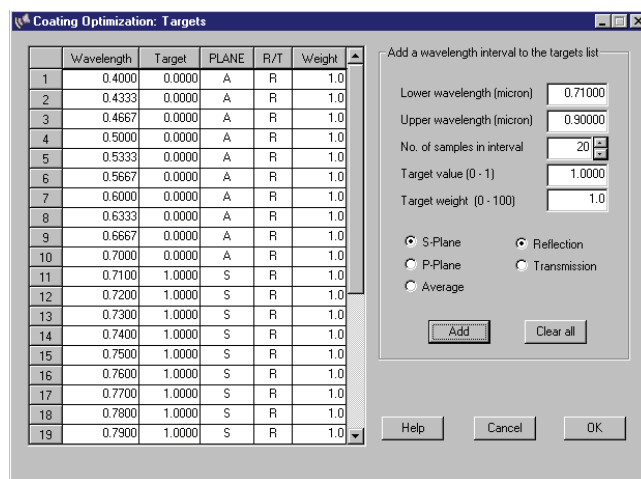 Coating Optimization: Targets
Wavelength Target PLANE R/T Weight
1 0.4000 0.0000 A R 1.0
2 0.4333 0.0000 A R 1.0
3 0.4667 0.0000 A R 1.0
4 0.5000 0.0000 A R 1.0
5 0.5333 0.0000 A R 1.0
6 0.5667 0.0000 A R 1.0
7 0.6000 0.0000 A R 1.0
8 0.6333 0.0000 A R 1.0
9 0.6667 0.0000 A R 1.0
10 0.7000 0.0000 A R 1.0
11 0.7100 1.0000 S R 1.0
12 0.7200 1.0000 S R 1.0
13 0.7300 1.0000 S R 1.0
14 0.7400 1.0000 S R 1.0
15 0.7500 1.0000 S R 1.0
16 0.7600 1.0000 S R 1.0
17 0.7700 1.0000 S R 1.0
18 0.7800 1.0000 S R 1.0
19 0.7900 1.0000 S R 1.0
Add a wavelength interval to the targets list
Lower wavelength (micron) 0.71000
Upper wavelength (micron) 0.90000
No. of samples in interval 20
Target value (0 - 1) 1.0000
Target weight (0 - 100) 1.0
S-Plane Reflection
P-Plane Transmission
Average
Add Clear all
Help Cancel OK